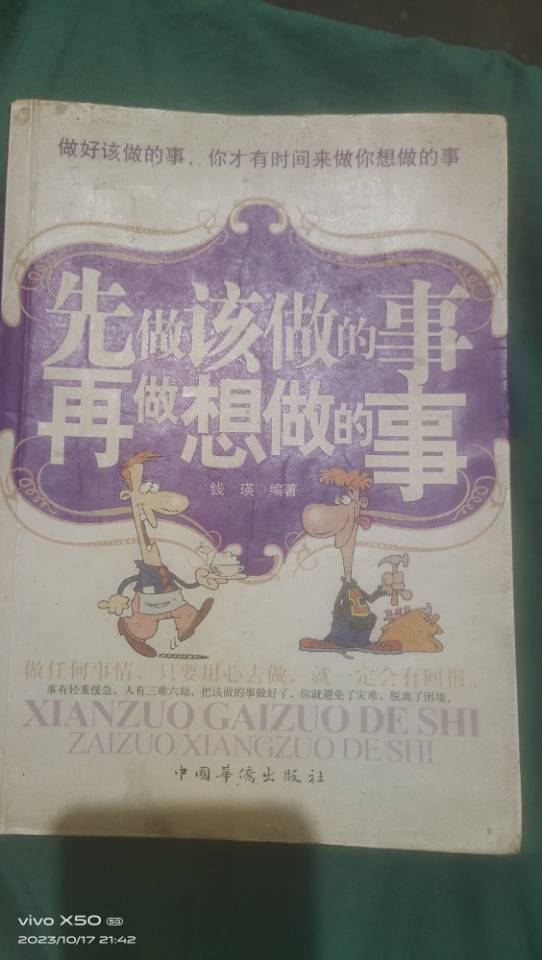 做好该做的事，你才有时间来做你想做的事
先做该做的事
再做想做的事
钱 瑛 编著
做任何事情，只要用心去做，就一定会有回报。
事有轻重缓急，人有三难六劫，把该做的事做好了，你就避免了灾难，脱离了困境。
XIANZUO GAIZUO DE SHI
ZAIZUO XIANGZUO DE SHI
中国华侨出版社
vivo X50 5G
2023/10/17 21:42